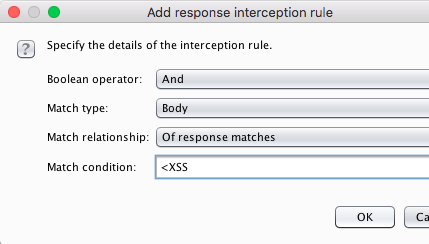 Add response interception rule
?
Specify the details of the interception rule.
Boolean operator: And
Match type: Body
Match relationship: Of response matches
Match condition: <XSS
OK Ca